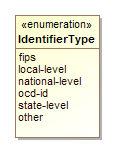 «enumeration»
IdentifierType
fips
local-level
national-level
ocd-id
state-level
other